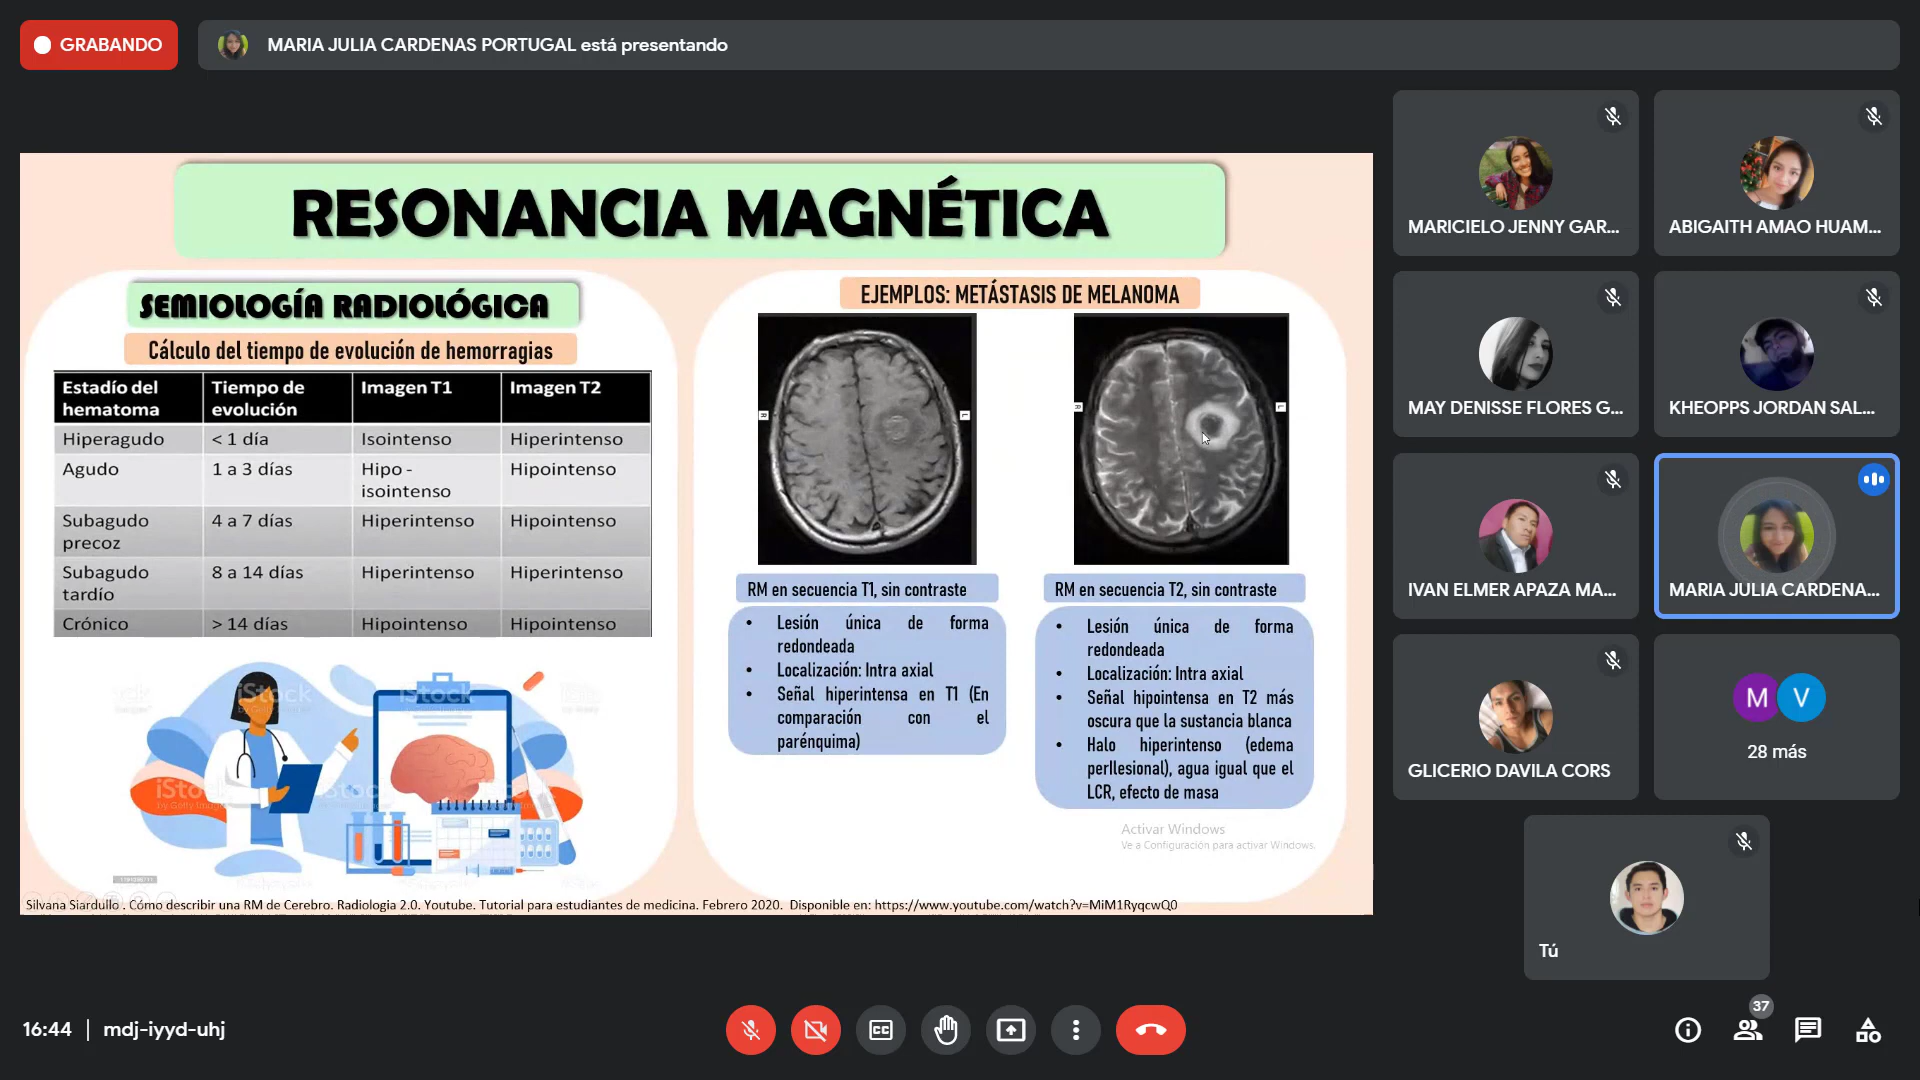 GRABANDO
MARIA JULIA CARDENAS PORTUGAL está presentando
RESONANCIA MAGNÉTICA
SEMIOLOGÍA RADIOLÓGICA
Cálculo del tiempo de evolución de hemorragias
Estadío del hematoma Tiempo de evolución Imagen T1 Imagen T2
Hiperagudo < 1 día Isointenso Hiperintenso
Agudo 1 a 3 días Hipo - isointenso Hipointenso
Subagudo precoz 4 a 7 días Hiperintenso Hipointenso
Subagudo tardío 8 a 14 días Hiperintenso Hiperintenso
Crónico > 14 días Hipointenso Hipointenso
iStock
iStock
iStock
by Getty Images
iStock
EJEMPLOS: METÁSTASIS DE MELANOMA
RM en secuencia T1, sin contraste
• Lesión única de forma
redondeada
• Localización: Intra axial
• Señal hiperintensa en T1 (En
comparación con el
parénquima)
RM en secuencia T2, sin contraste
• Lesión única de forma
redondeada
• Localización: Intra axial
• Señal hipointensa en T2 más
oscura que la sustancia blanca
• Halo hiperintenso (edema
perIlesional), agua igual que el
LCR, efecto de masa
Activar Windows
Ve a Configuración para activar Windows.
Silvana Siardullo . Cómo describir una RM de Cerebro. Radiologia 2.0. Youtube. Tutorial para estudiantes de medicina. Febrero 2020. Disponible en: https://www.youtube.com/watch?v=MiM1RyqcwQ0
MARICIELO JENNY GAR...
ABIGAITH AMAO HUAM...
MAY DENISSE FLORES G...
KHEOPPS JORDAN SAL...
IVAN ELMER APAZA MA...
MARIA JULIA CARDENA...
GLICERIO DAVILA CORS
M V
28 más
Tú
16:44 | mdj-iyyd-uhj
CC
37